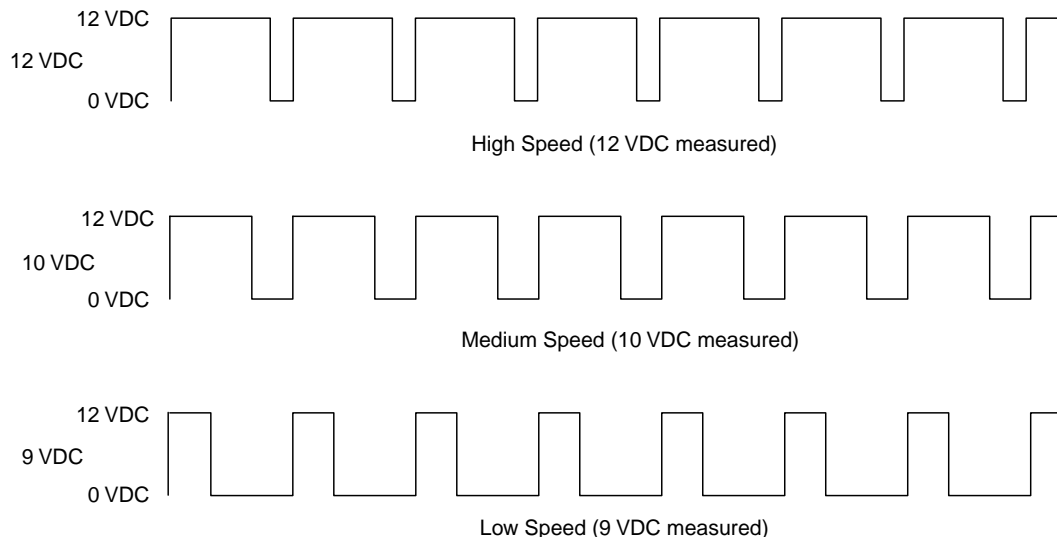 12 VDC
12 VDC
0 VDC
High Speed (12 VDC measured)
12 VDC
10 VDC
0 VDC
Medium Speed (10 VDC measured)
12 VDC
9 VDC
0 VDC
Low Speed (9 VDC measured)